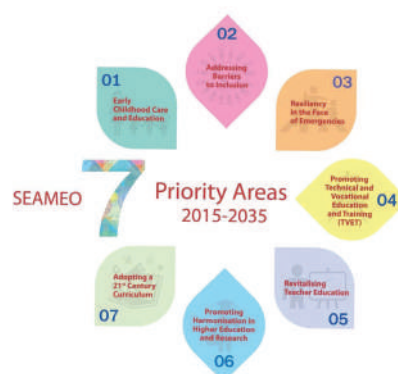 01
Early
Childhood Care
and Education
02
Addressing
Barriers
to Inclusion
03
Resiliency
in the Face
of Emergencies
SEAMEO 7 Priority Areas
2015-2035
Promoting
Technical and
Vocational
Education
and Training
(TVET)
04
Revitalising
Teacher Education
05
Promoting
Harmonisation in
Higher Education
and Research
06
Adopting a
21st Century
Curriculum
07